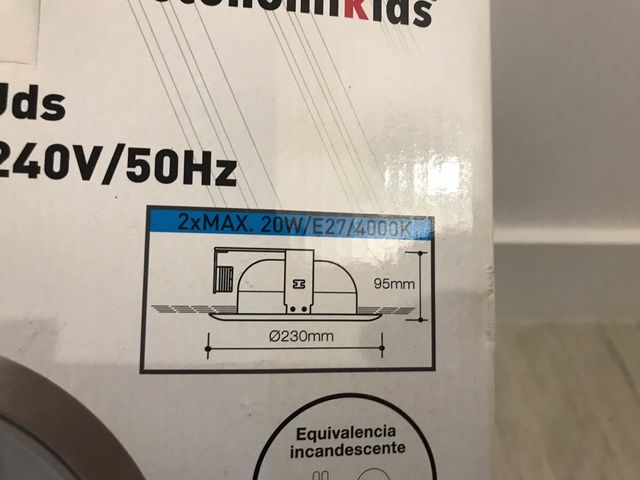 Uds
240V/50Hz
2xMAX. 20W/E27/4000K
95mm
Ø230mm
Equivalencia
incandescente